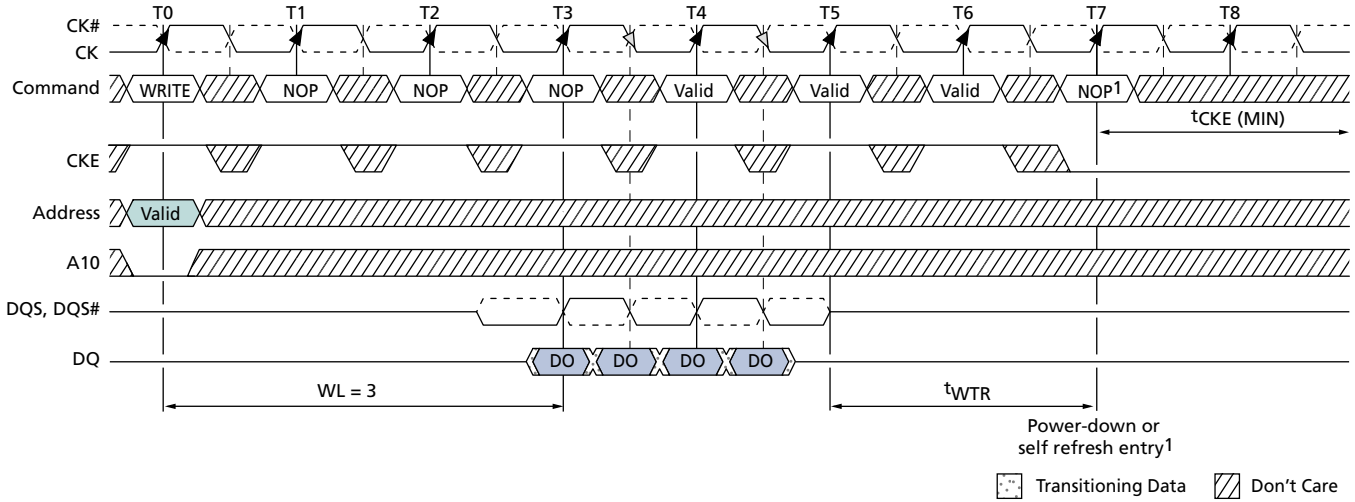 T0 T1 T2 T3 T4 T5 T6 T7 T8
CK#
CK
Command WRITE NOP NOP NOP Valid Valid Valid NOP1
tCKE (MIN)
CKE
Address Valid
A10
DQS, DQS#
DQ DO DO DO DO
WL = 3 tWTR
Power-down or
self refresh entry1
Transitioning Data Don't Care